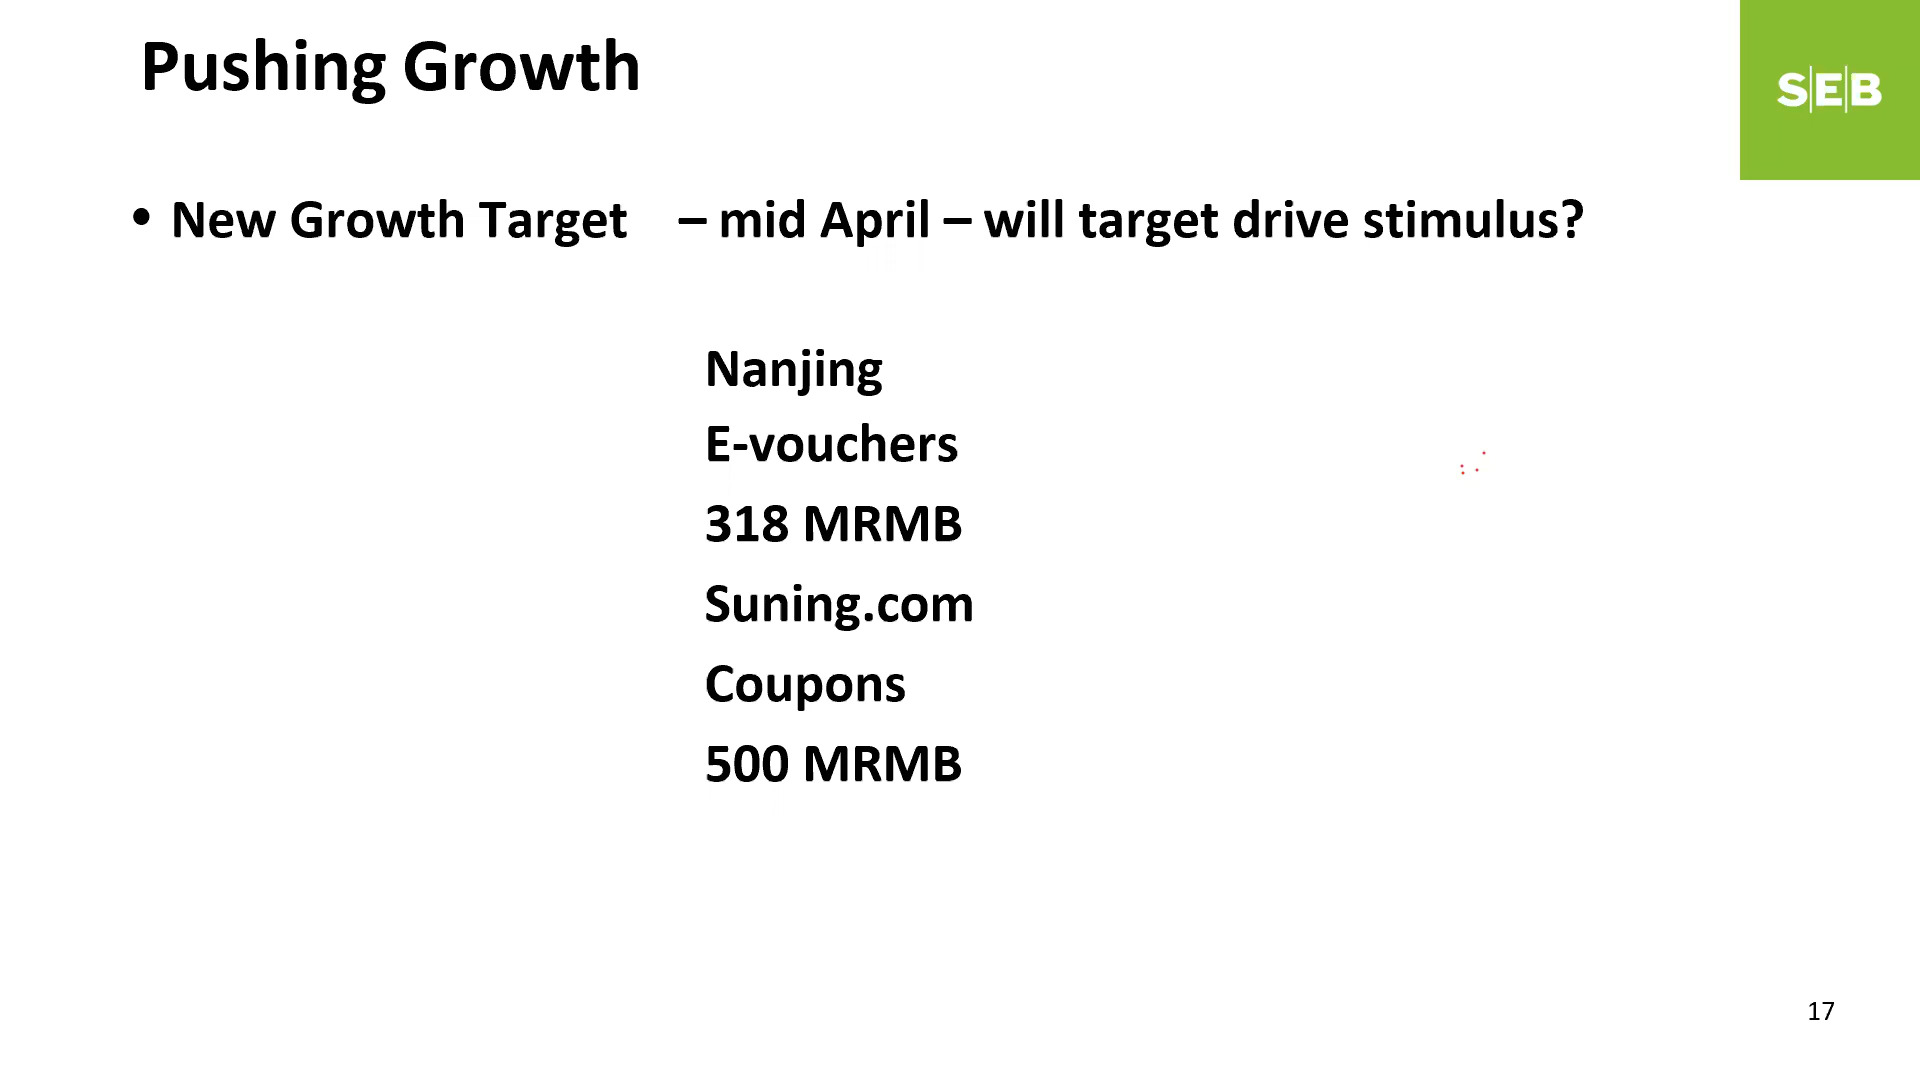 Pushing Growth
S|E|B
• New Growth Target – mid April – will target drive stimulus?
Nanjing
E-vouchers
318 MRMB
Suning.com
Coupons
500 MRMB
17